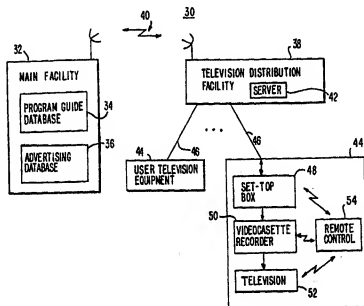 30
40
32
38
MAIN FACILITY
TELEVISION DISTRIBUTION FACILITY
SERVER
42
PROGRAM GUIDE DATABASE
34
ADVERTISING DATABASE
36
46
46
44
44
USER TELEVISION EQUIPMENT
SET-TOP BOX
48
54
50
VIDEOCASETTE RECORDER
REMOTE CONTROL
TELEVISION
52